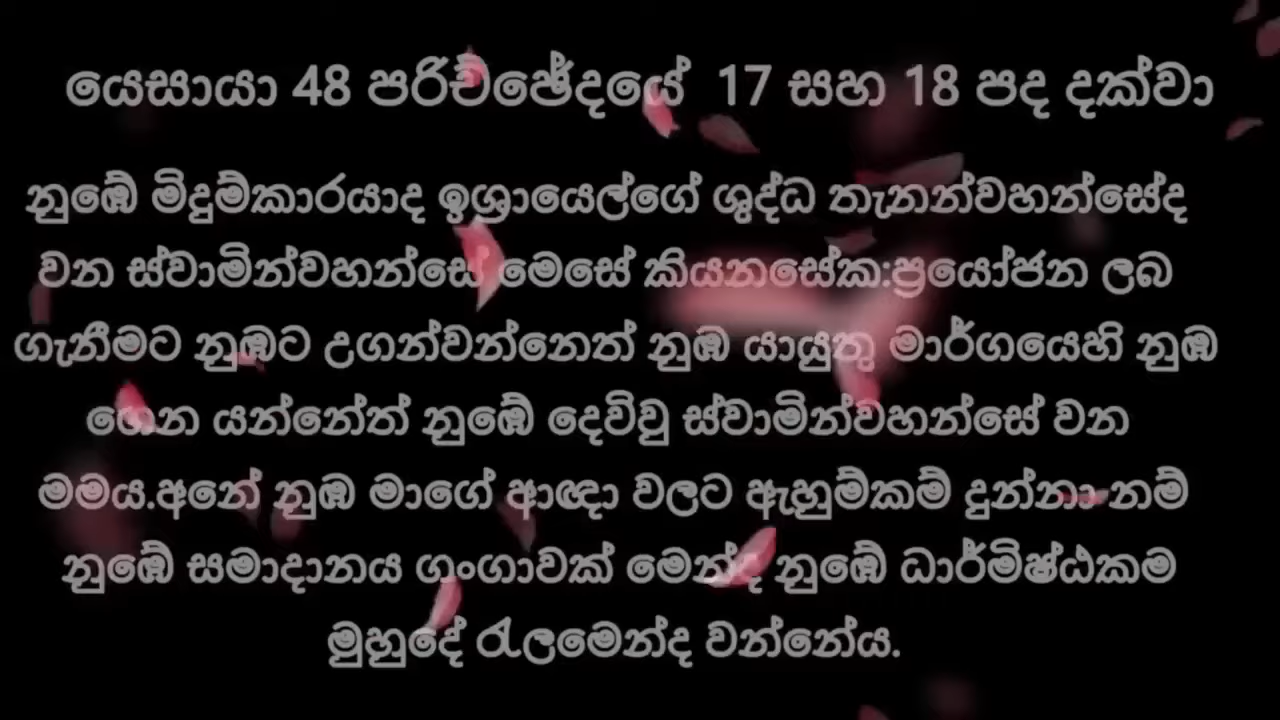 යෙසායා 48 පරිච්ඡේදයේ 17 සහ 18 පද දක්වා
නුඹේ මිදුම්කාරයාද ඉශ්‍රායෙල්ගේ ශුද්ධ තැනන්වහන්සේද
වන ස්වාමින්වහන්සේ මෙසේ කියනසේක:ප්‍රයෝජන ලබ
ගැනීමට නුඹට උගන්වන්නෙත් නුඹ යායුතු මාර්ගයෙහි නුඹ
ගෙන යන්නේත් නුඹේ දෙවිවු ස්වාමින්වහන්සේ වන
මමය.අනේ නුඹ මාගේ ආඥා වලට ඇහුම්කම් දුන්නා නම්
නුඹේ සමාදානය ගංගාවක් මෙන්ද නුඹේ ධාර්මිෂ්ඨකම
මුහුදේ රැලමෙන්ද වන්නේය.